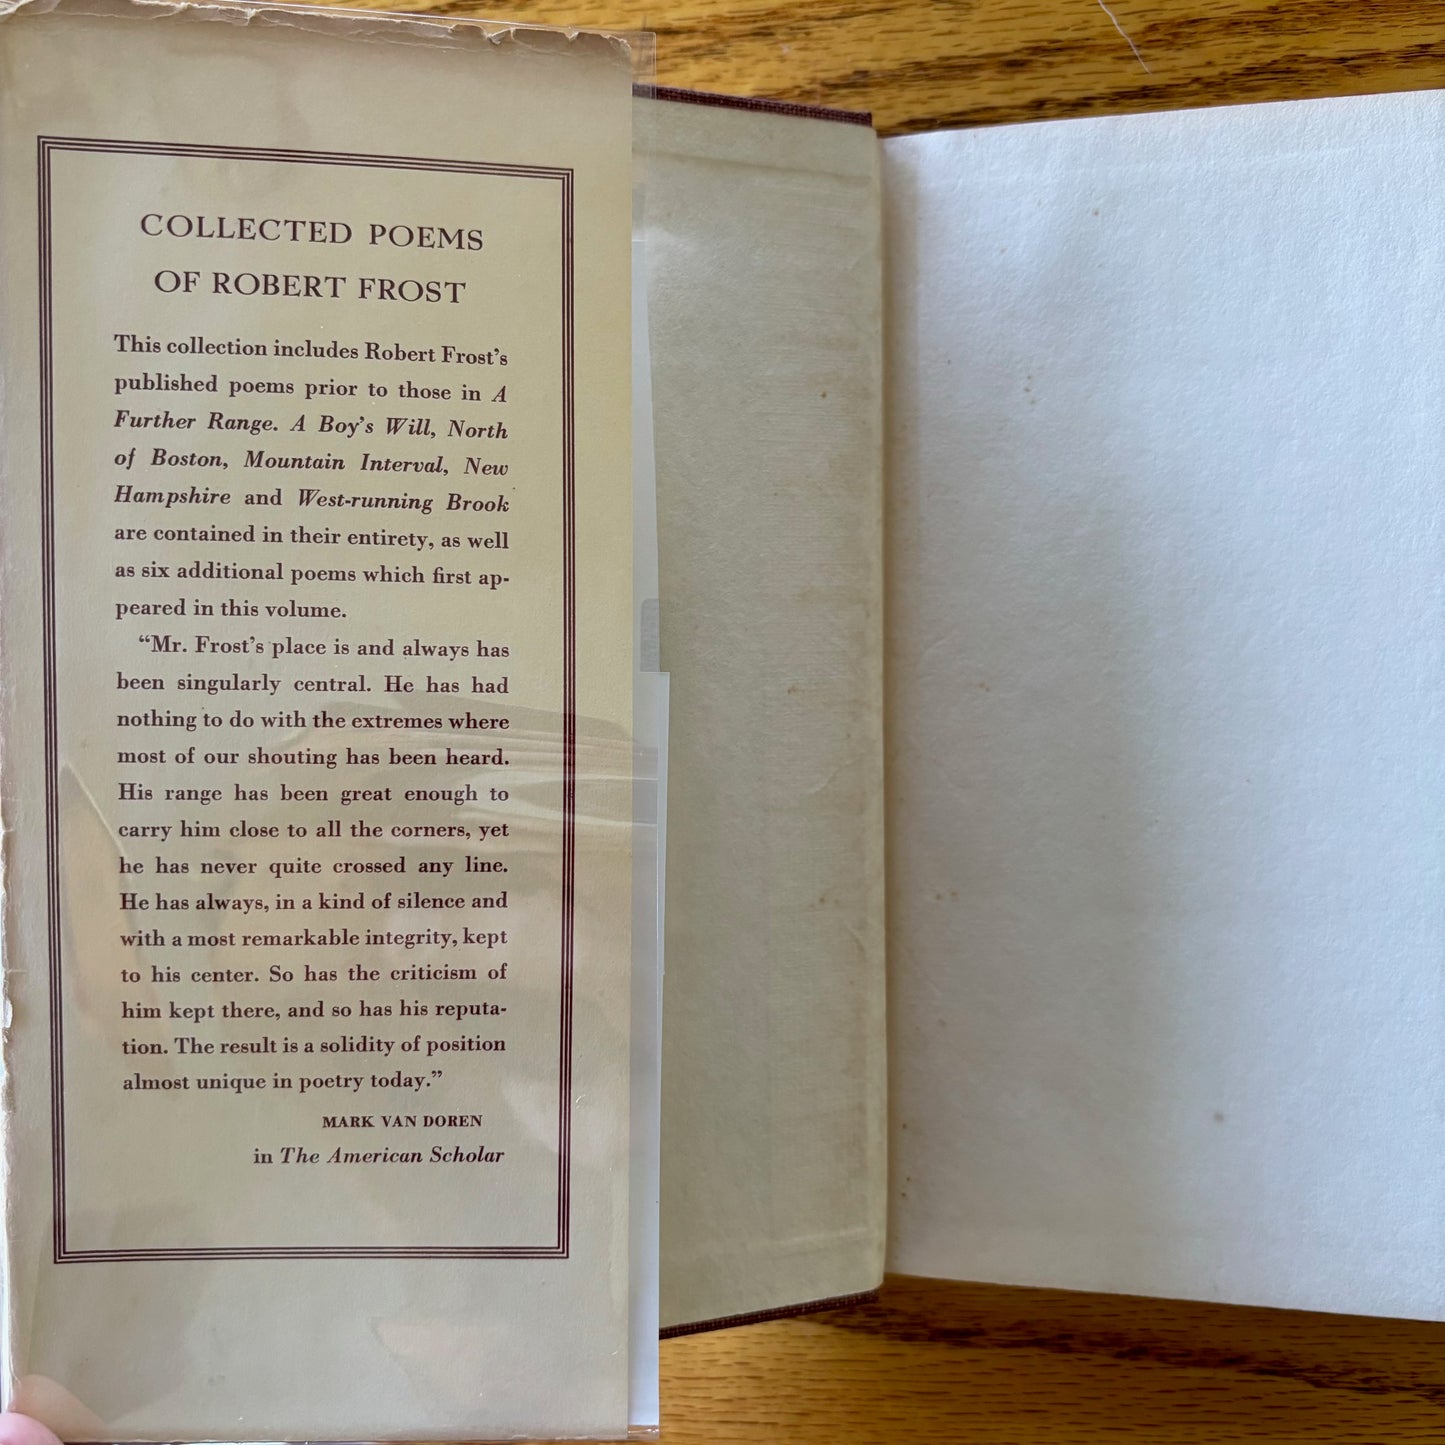 COLLECTED POEMS
OF ROBERT FROST
This collection includes Robert Frost's
published poems prior to those in A
Further Range. A Boy's Will, North
of Boston, Mountain Interval, New
Hampshire and West-running Brook
are contained in their entirety, as well
as six additional poems which first ap-
peared in this volume.
“Mr. Frost's place is and always has
been singularly central. He has had
nothing to do with the extremes where
most of our shouting has been heard.
His range has been great enough to
carry him close to all the corners, yet
he has never quite crossed any line.
He has always, in a kind of silence and
with a most remarkable integrity, kept
to his center. So has the criticism of
him kept there, and so has his reputa-
tion. The result is a solidity of position
almost unique in poetry today.”
MARK VAN DOREN
in The American Scholar